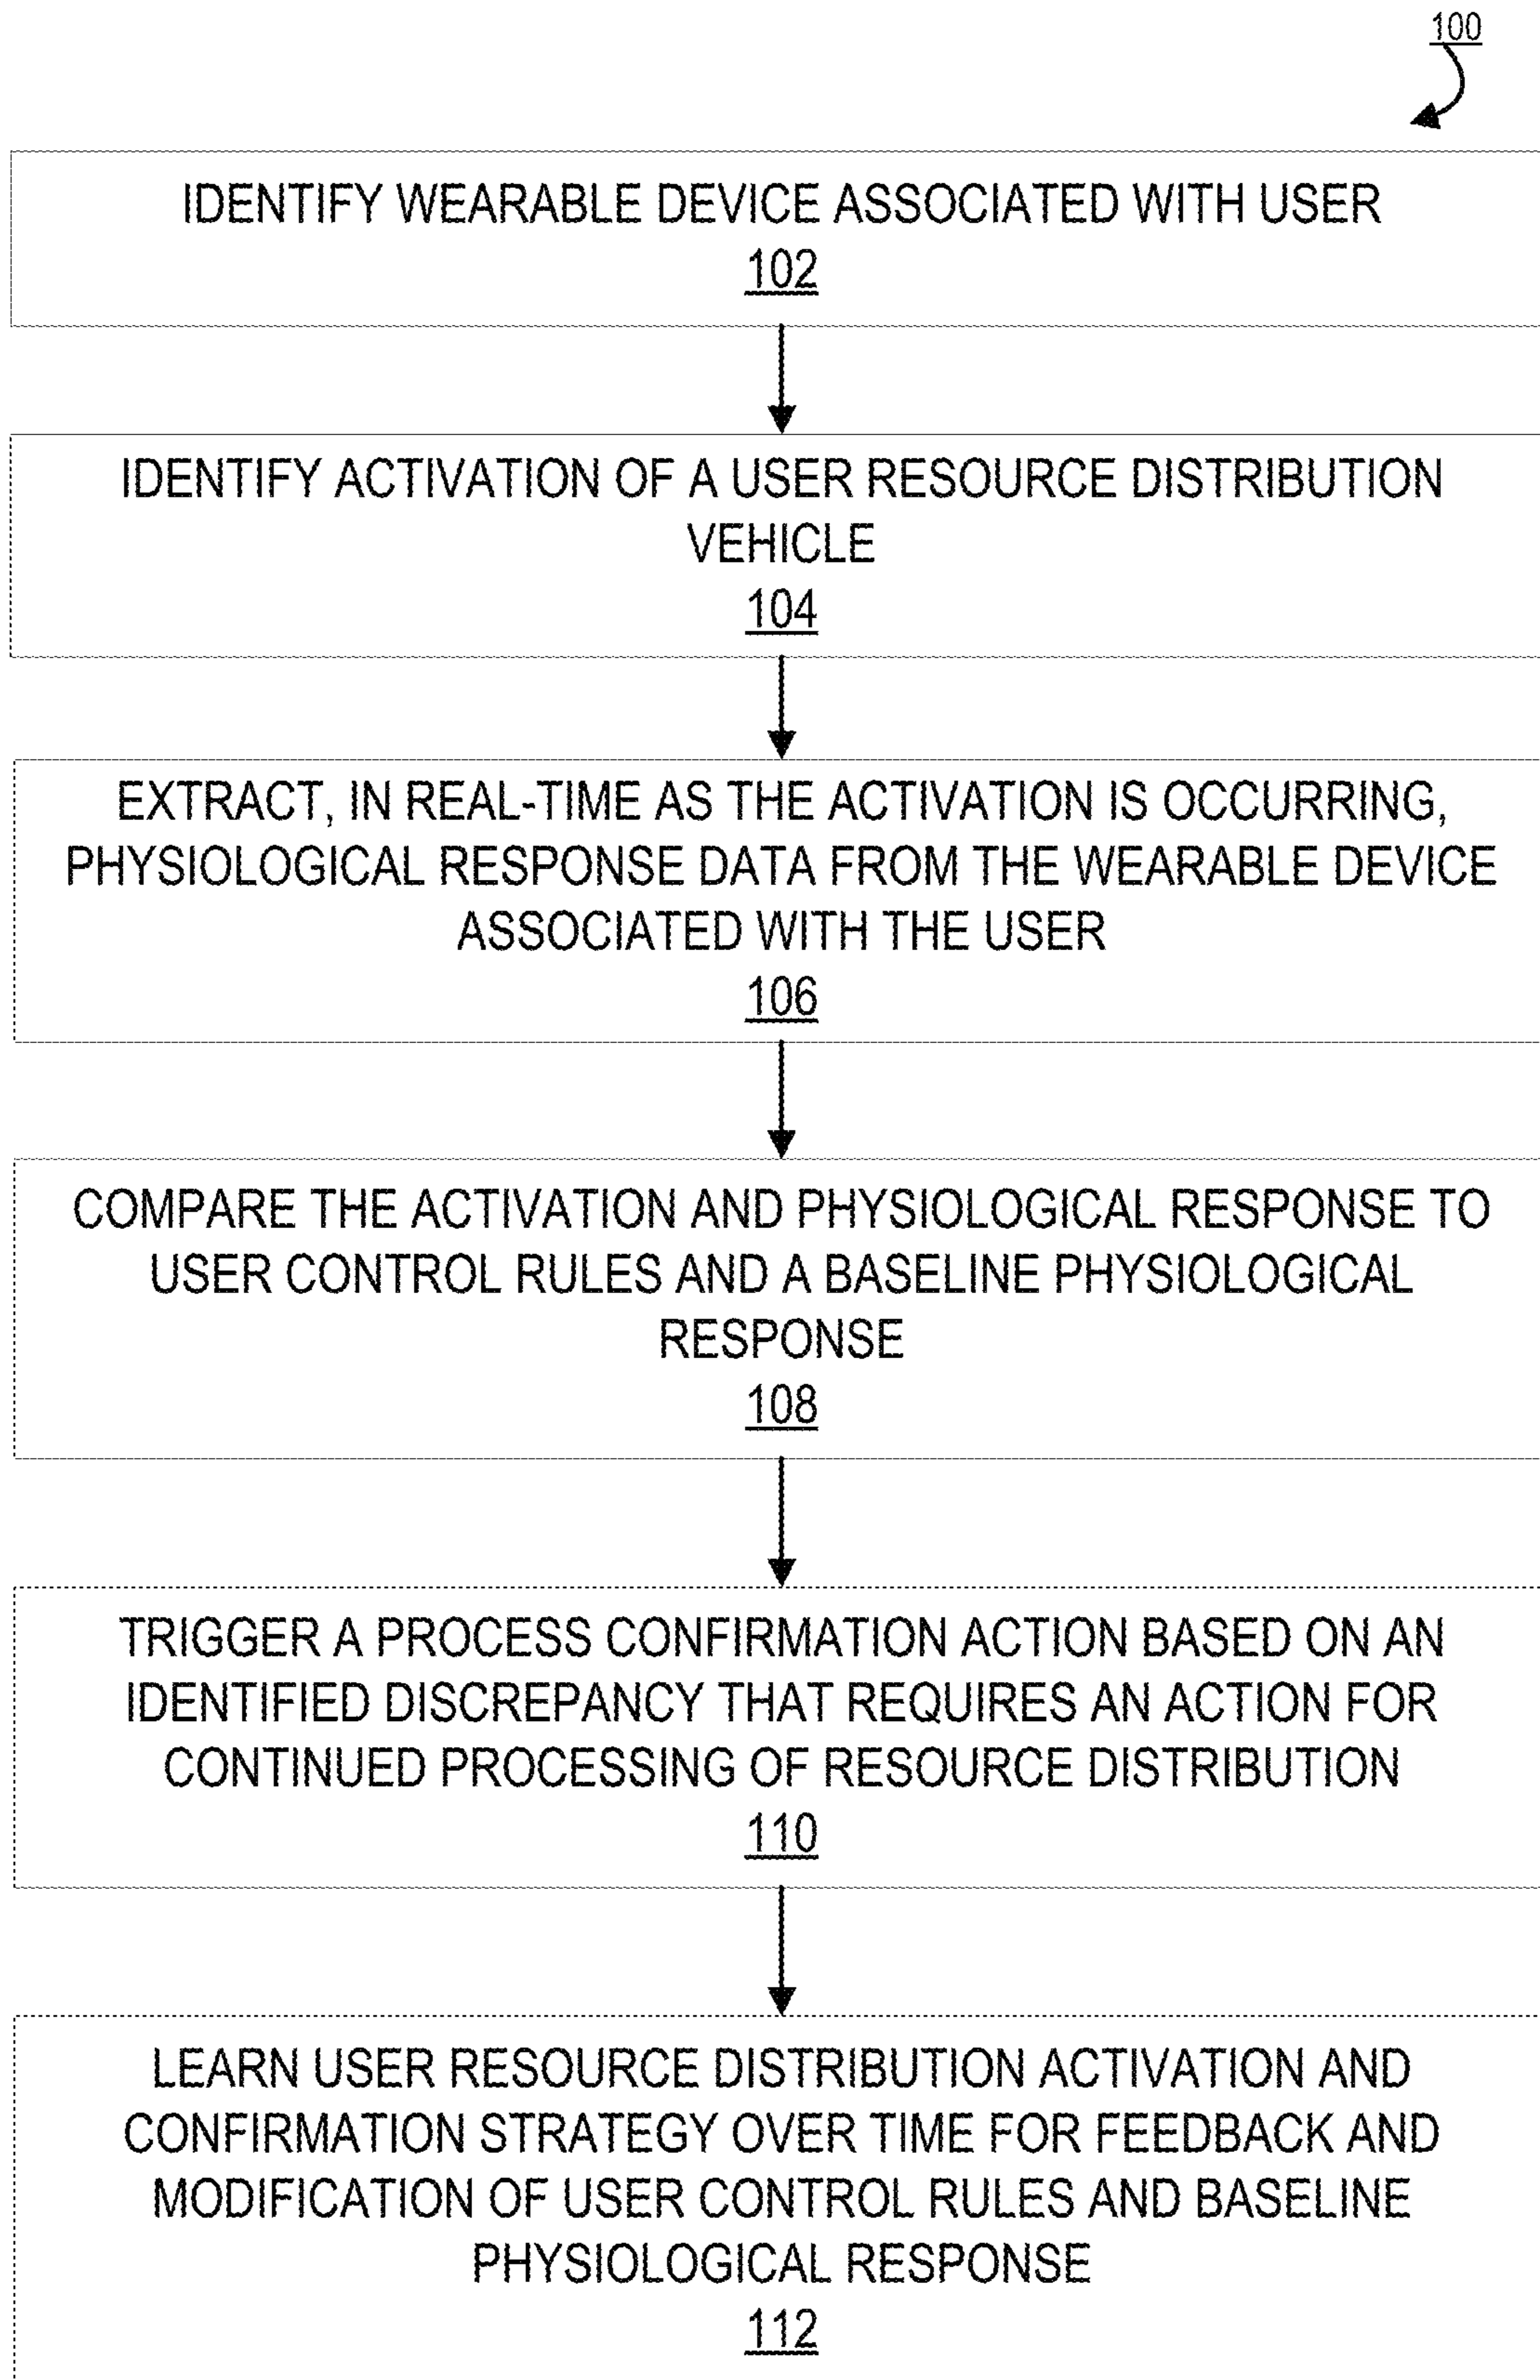 100
IDENTIFY WEARABLE DEVICE ASSOCIATED WITH USER
102
IDENTIFY ACTIVATION OF A USER RESOURCE DISTRIBUTION
VEHICLE
104
EXTRACT, IN REAL-TIME AS THE ACTIVATION IS OCCURRING,
PHYSIOLOGICAL RESPONSE DATA FROM THE WEARABLE DEVICE
ASSOCIATED WITH THE USER
106
COMPARE THE ACTIVATION AND PHYSIOLOGICAL RESPONSE TO
USER CONTROL RULES AND A BASELINE PHYSIOLOGICAL
RESPONSE
108
TRIGGER A PROCESS CONFIRMATION ACTION BASED ON AN
IDENTIFIED DISCREPANCY THAT REQUIRES AN ACTION FOR
CONTINUED PROCESSING OF RESOURCE DISTRIBUTION
110
LEARN USER RESOURCE DISTRIBUTION ACTIVATION AND
CONFIRMATION STRATEGY OVER TIME FOR FEEDBACK AND
MODIFICATION OF USER CONTROL RULES AND BASELINE
PHYSIOLOGICAL RESPONSE
112